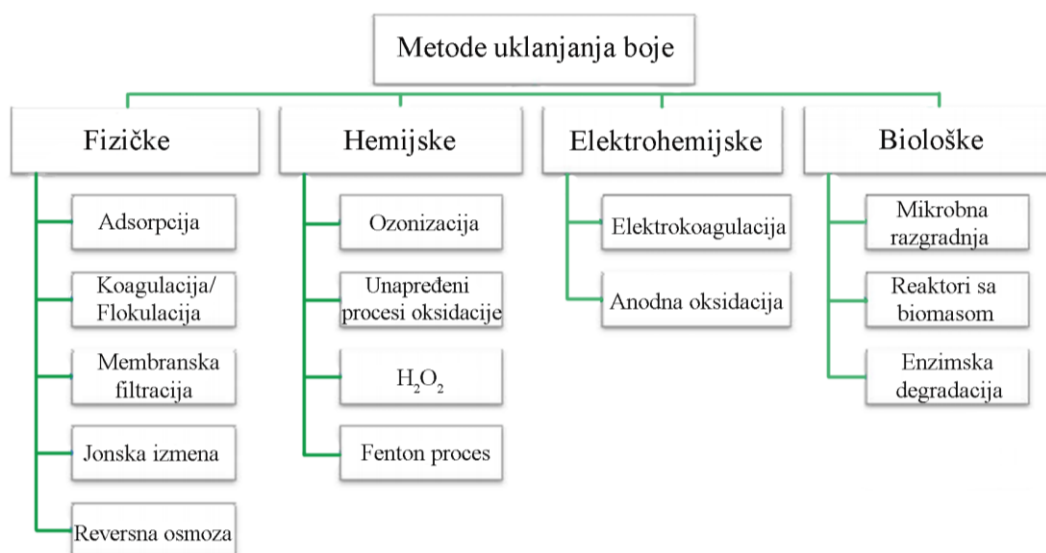 Metode uklanjanja boje
Fizičke
Hemijske
Elektrohemijske
Biološke
Adsorpcija
Koagulacija/
Flokulacija
Membranska
filtracija
Jonska izmena
Reversna osmoza
Ozonizacija
Unapređeni
procesi oksidacije
H₂O₂
Fenton proces
Elektrokoagulacija
Anodna oksidacija
Mikrobna
razgradnja
Reaktori sa
biomasom
Enzimska
degradacija